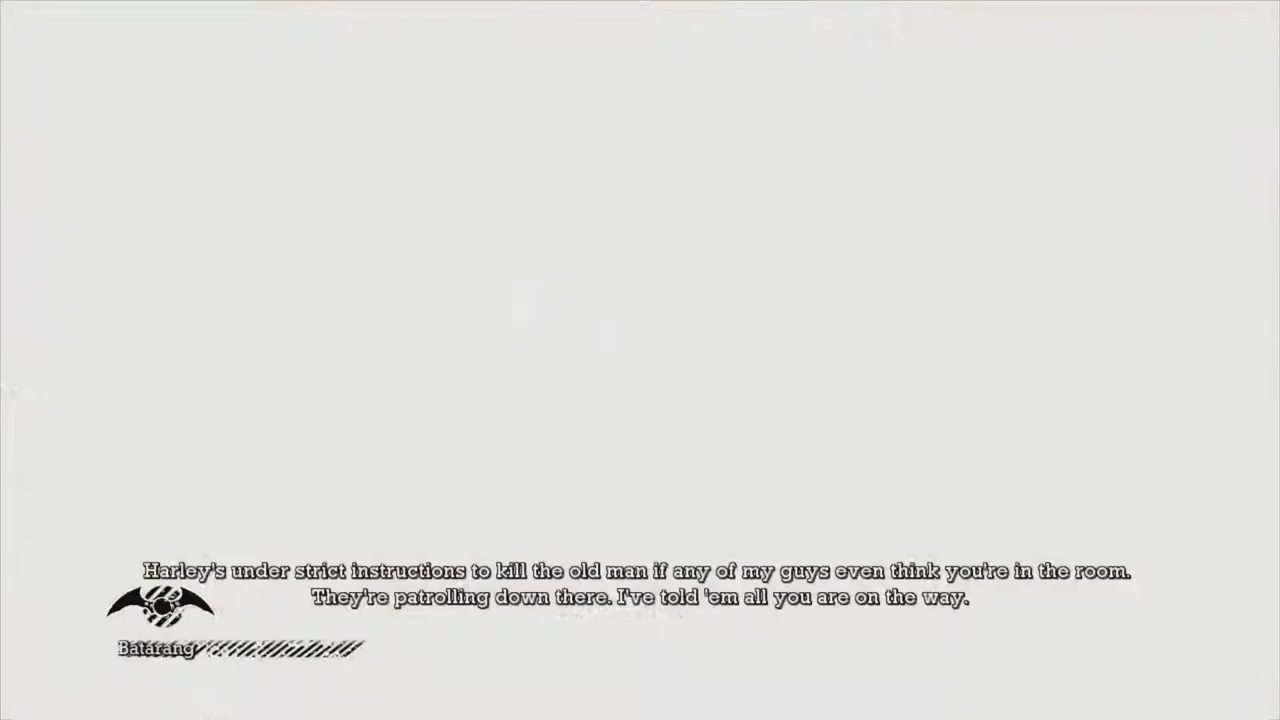 Harley's under strict instructions to kill the old man if any of my guys even think you're in the room.
They're patrolling down there. I've told 'em all you are on the way.
Batarang